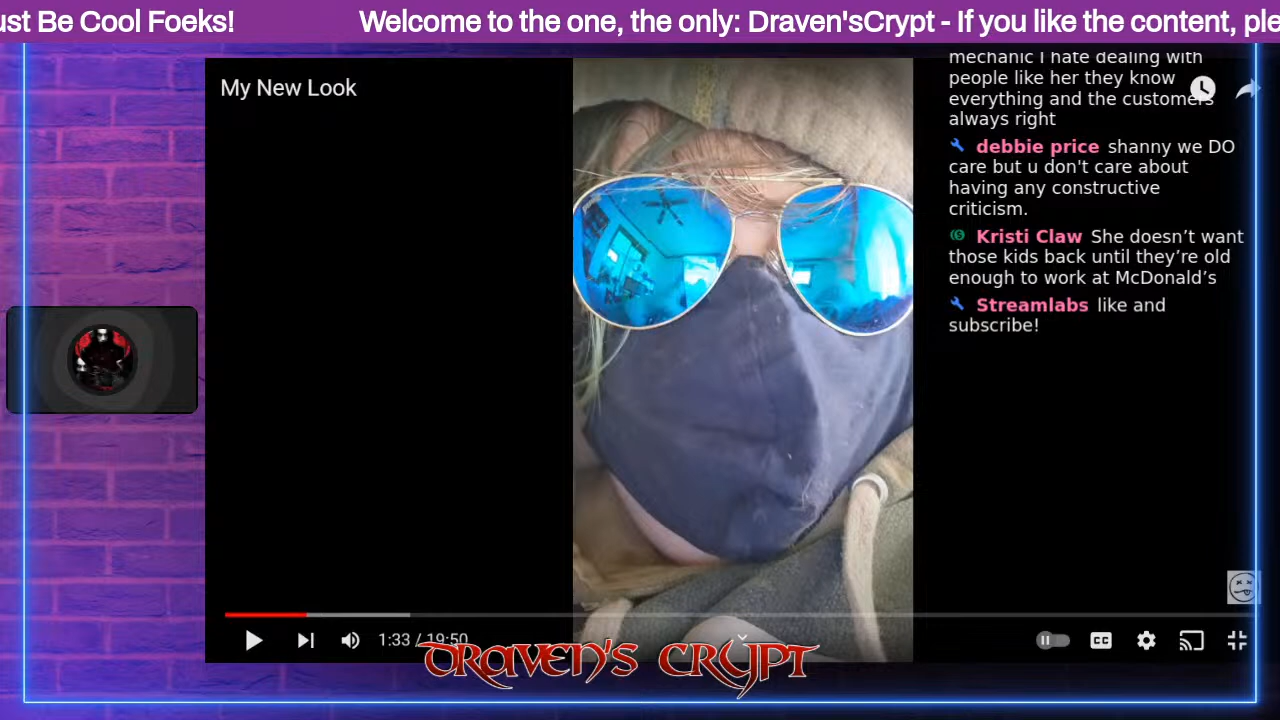 ust Be Cool Foeks! Welcome to the one, the only: Draven'sCrypt - If you like the content, ple
My New Look
mechanic I hate dealing with
people like her they know
everything and the customers
always right
debbie price shanny we DO
care but u don't care about
having any constructive
criticism.
Kristi Claw She doesn’t want
those kids back until they’re old
enough to work at McDonald’s
Streamlabs like and
subscribe!
1:33 / 19:50
CC
DRAVEN'S CRYPT